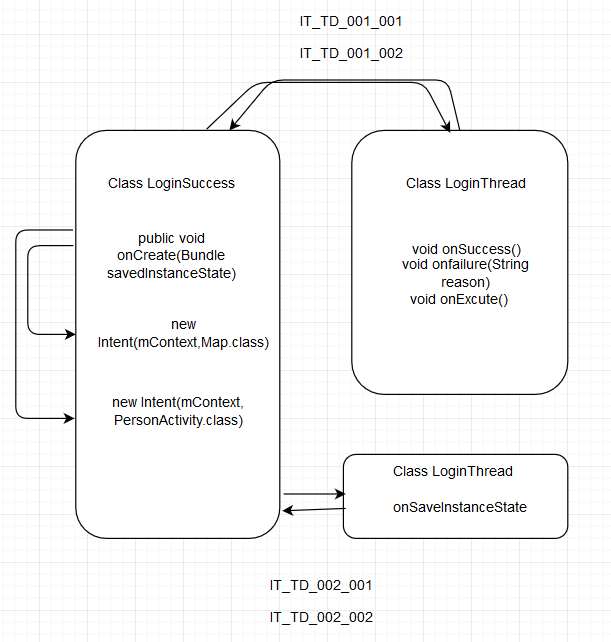 IT_TD_001_001
IT_TD_001_002
Class LoginSuccess
public void
onCreate(Bundle
savedInstanceState)
new
Intent(mContext,Map.class)
new Intent(mContext,
PersonActivity.class)
Class LoginThread
void onSuccess()
void onfailure(String
reason)
void onExcute()
Class LoginThread
onSaveInstanceState
IT_TD_002_001
IT_TD_002_002